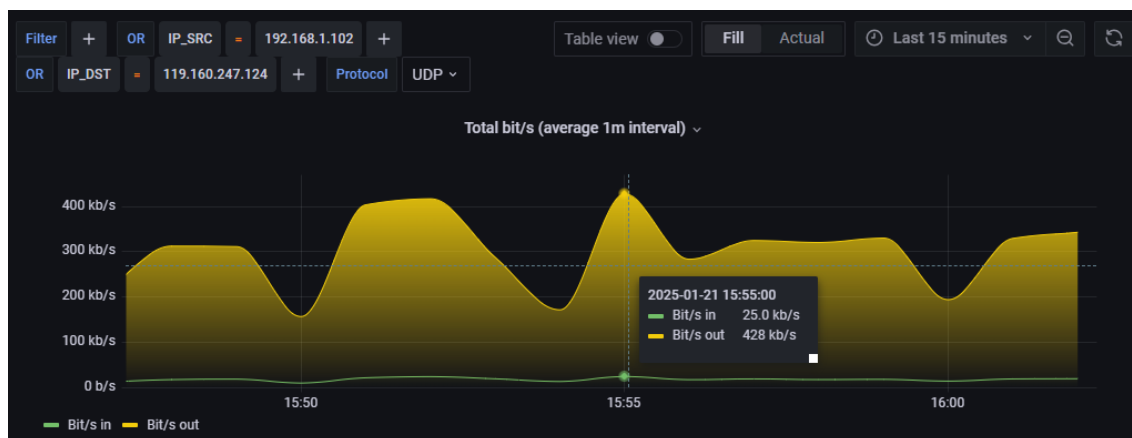 Filter + OR IP_SRC = 192.168.1.102 +
Table view Fill Actual Last 15 minutes
OR IP_DST = 119.160.247.124 + Protocol UDP
Total bit/s (average 1m interval)
400 kb/s
300 kb/s
200 kb/s
100 kb/s
0 b/s
2025-01-21 15:55:00
Bit/s in 25.0 kb/s
Bit/s out 428 kb/s
15:50 15:55 16:00
Bit/s in Bit/s out